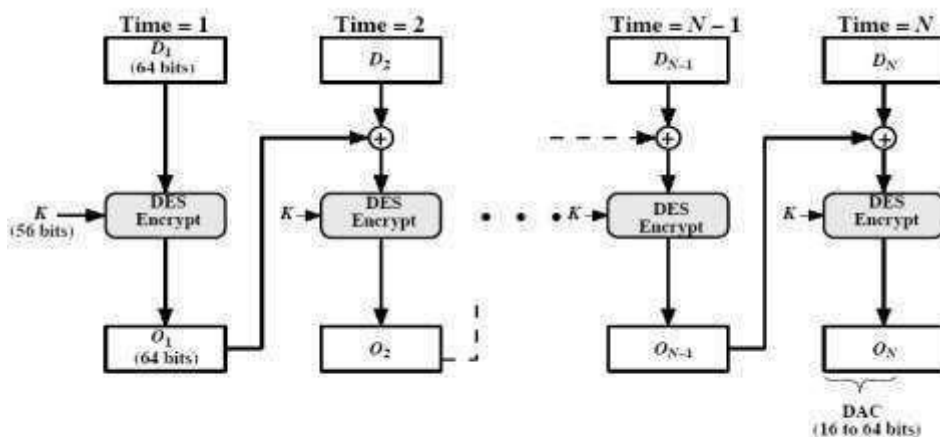 Time = 1
Time = 2
Time = N – 1
Time = N
D1
(64 bits)
D2
DN–1
DN
+
+
+
K
(56 bits)
DES
Encrypt
K
DES
Encrypt
• • •
K
DES
Encrypt
K
DES
Encrypt
O1
(64 bits)
O2
ON–1
ON
DAC
(16 to 64 bits)